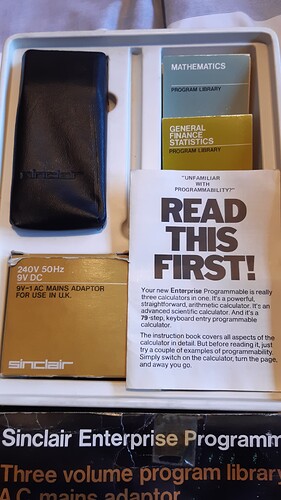 sinclair
MATHEMATICS
PROGRAM LIBRARY
GENERAL
FINANCE
STATISTICS
PROGRAM LIBRARY
"UNFAMILIAR
WITH
PROGRAMMABILITY?"
READ
THIS
FIRST!
Your new Enterprise Programmable is really
three calculators in one. It's a powerful,
straightforward, arithmetic calculator. It's an
advanced scientific calculator. And it's a
79-step, keyboard entry programmable
calculator.
The instruction book covers all aspects of the
calculator in detail. But before reading it, just
try a couple of examples of programmability.
Simply switch on the calculator, turn the page,
and away you go.
240V 50Hz
9V DC
9V-1 AC MAINS ADAPTOR
FOR USE IN U.K.
sinclair
Sinclair Enterprise Programm
Three volume program library
A.C. mains adaptor